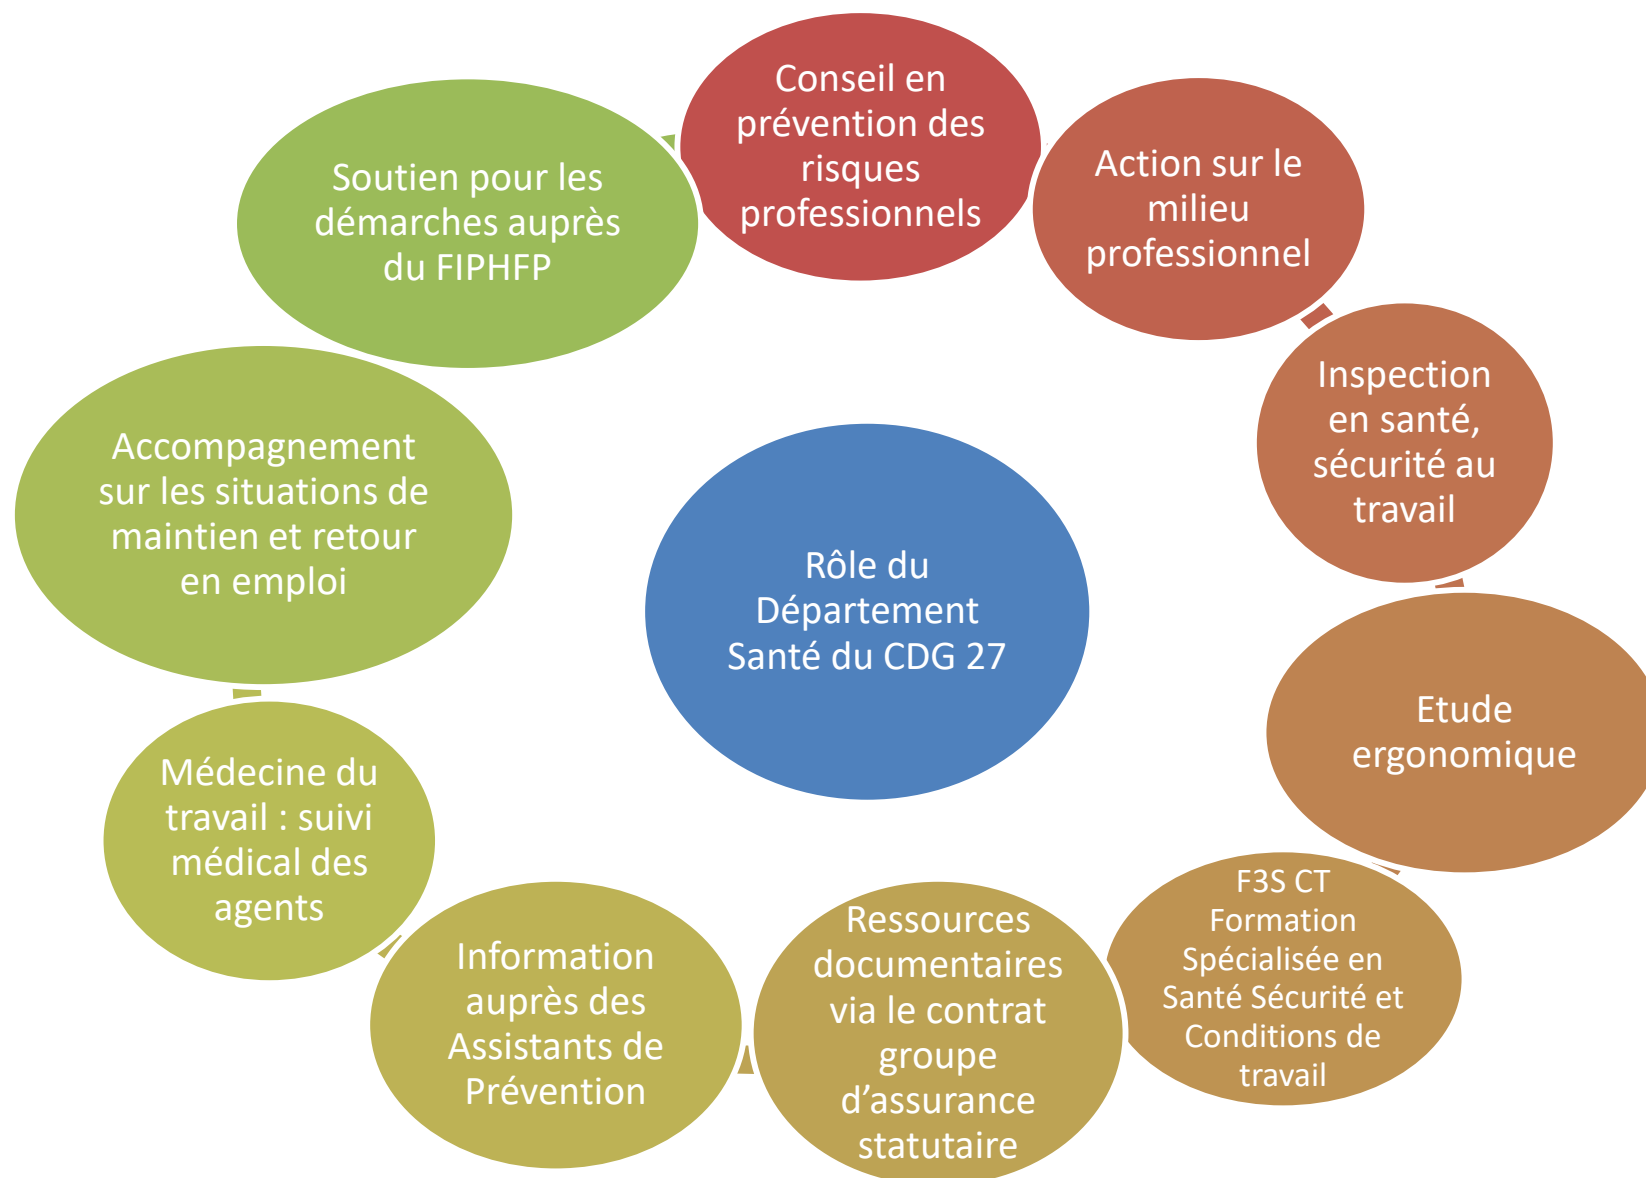 Conseil en
prévention des
risques
professionnels
Action sur le
milieu
professionnel
Inspection
en santé,
sécurité au
travail
Etude
ergonomique
F3S CT
Formation
Spécialisée en
Santé Sécurité et
Conditions de
travail
Ressources
documentaires
via le contrat
groupe
d’assurance
statutaire
Information
auprès des
Assistants de
Prévention
Médecine du
travail : suivi
médical des
agents
Accompagnement
sur les situations de
maintien et retour
en emploi
Soutien pour les
démarches auprès
du FIPHFP
Rôle du
Département
Santé du CDG 27